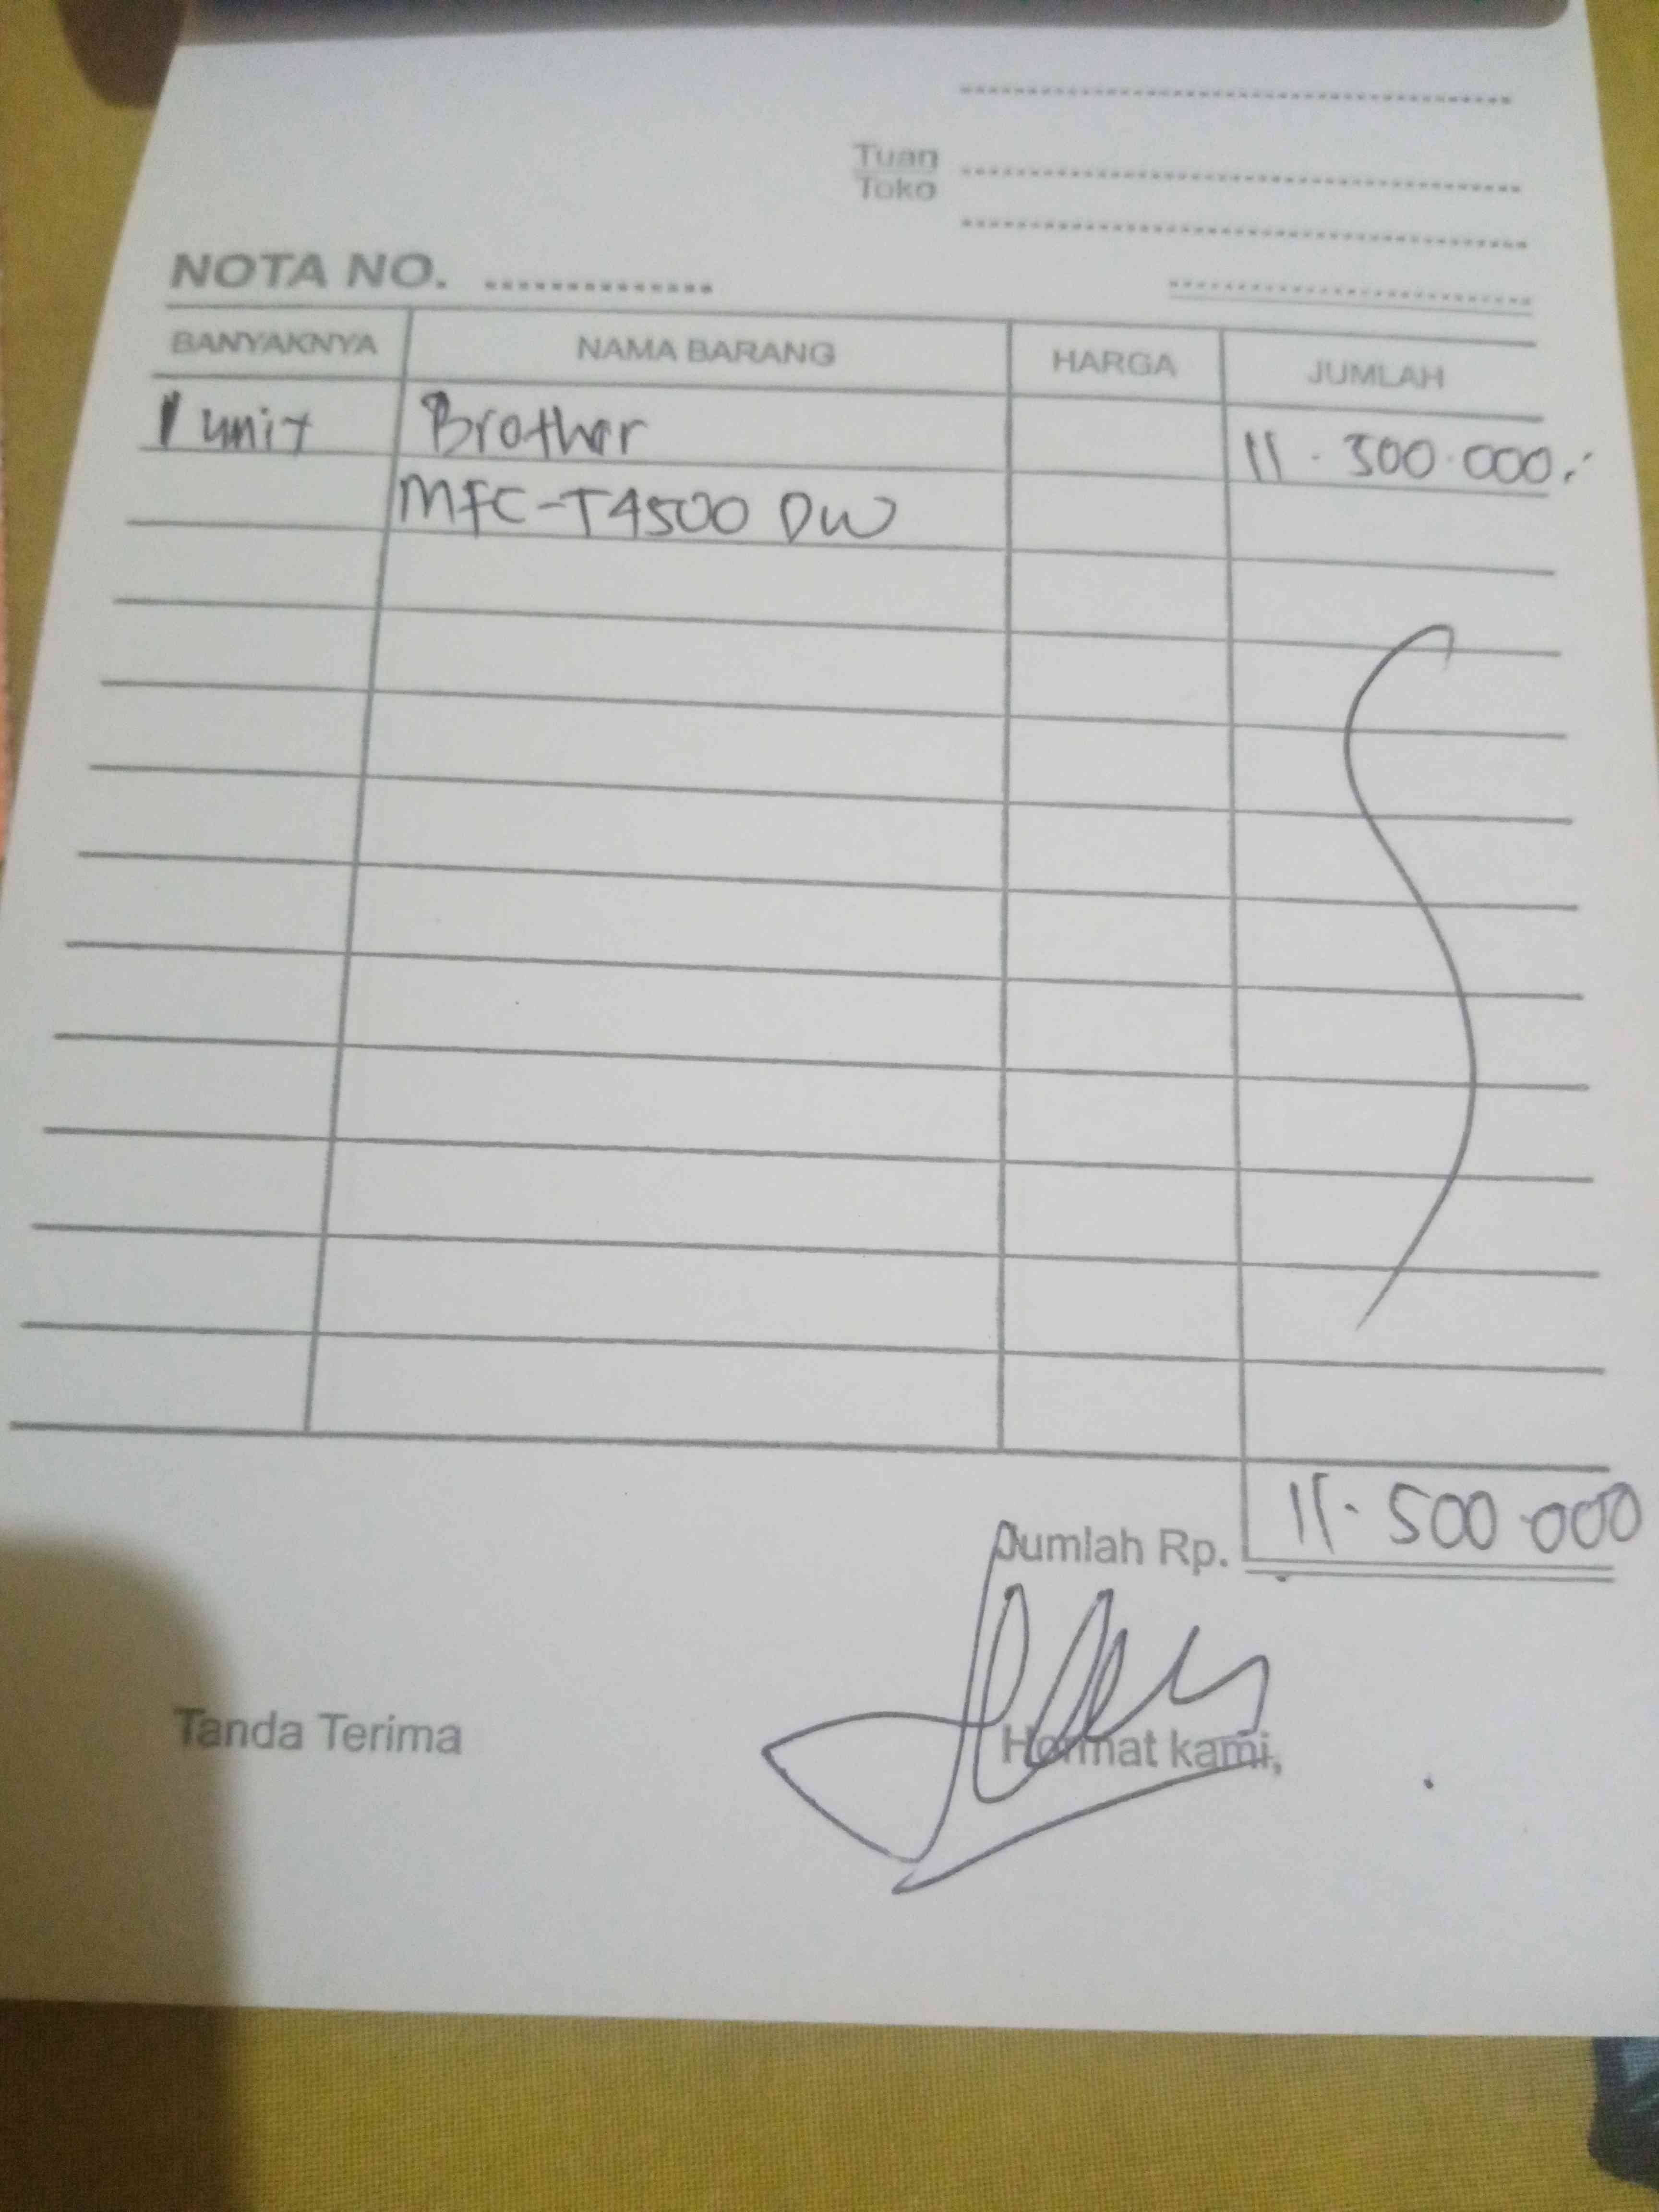 Tuan
Toko
NOTA NO.
BANYAKNYA NAMA BARANG HARGA JUMLAH
1 unit Brother 11.500.000,-
MFC-T4500 DW
Jumlah Rp. 11.500.000
Tanda Terima Hormat kami,